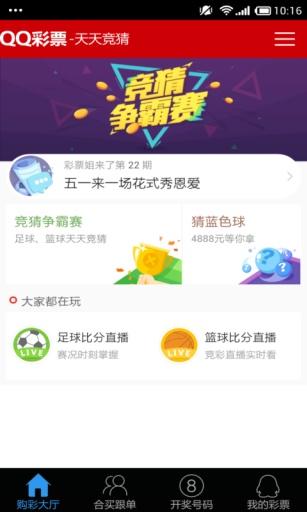 10:16
QQ彩票-天天竞猜
竞猜
争霸赛
彩票姐来了 第 22 期
五一来一场花式秀恩爱
竞猜争霸赛
足球、篮球天天竞猜
猜蓝色球
4888元等你拿
大家都在玩
足球比分直播
赛况时刻掌握
LIVE
篮球比分直播
竞彩直播实时看
LIVE
购彩大厅
合买跟单
8
开奖号码
我的彩票